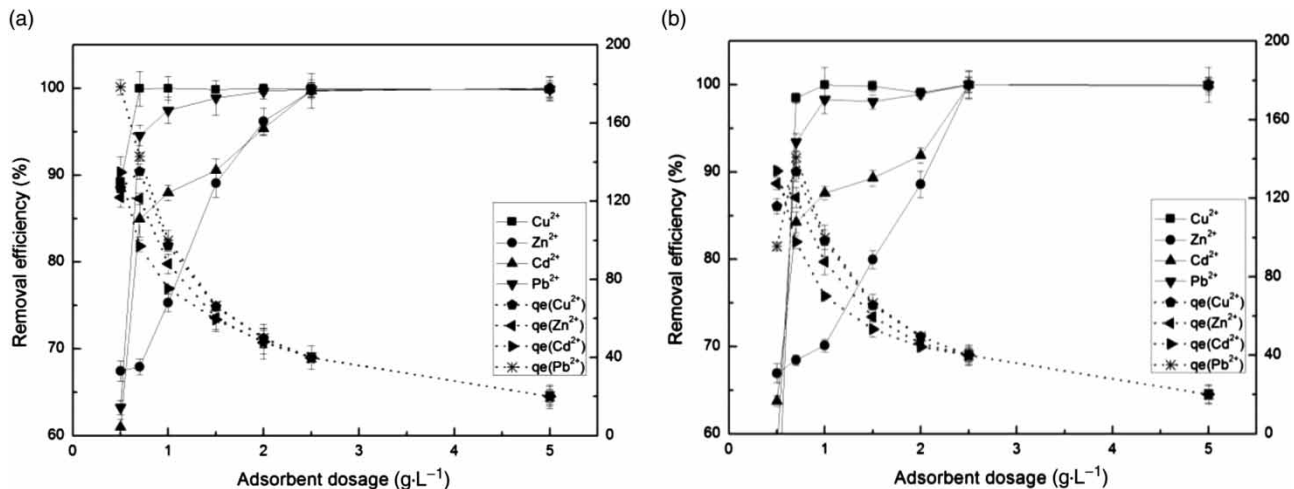 (a)
Removal efficiency (%)
100
90
80
70
60
200
160
120
80
40
0
0
1
2
3
4
5
Adsorbent dosage (g·L⁻¹)
Cu²⁺
Zn²⁺
Cd²⁺
Pb²⁺
qe(Cu²⁺)
qe(Zn²⁺)
qe(Cd²⁺)
qe(Pb²⁺)
(b)
Removal efficiency (%)
100
90
80
70
60
200
160
120
80
40
0
0
1
2
3
4
5
Adsorbent dosage (g·L⁻¹)
Cu²⁺
Zn²⁺
Cd²⁺
Pb²⁺
qe(Cu²⁺)
qe(Zn²⁺)
qe(Cd²⁺)
qe(Pb²⁺)